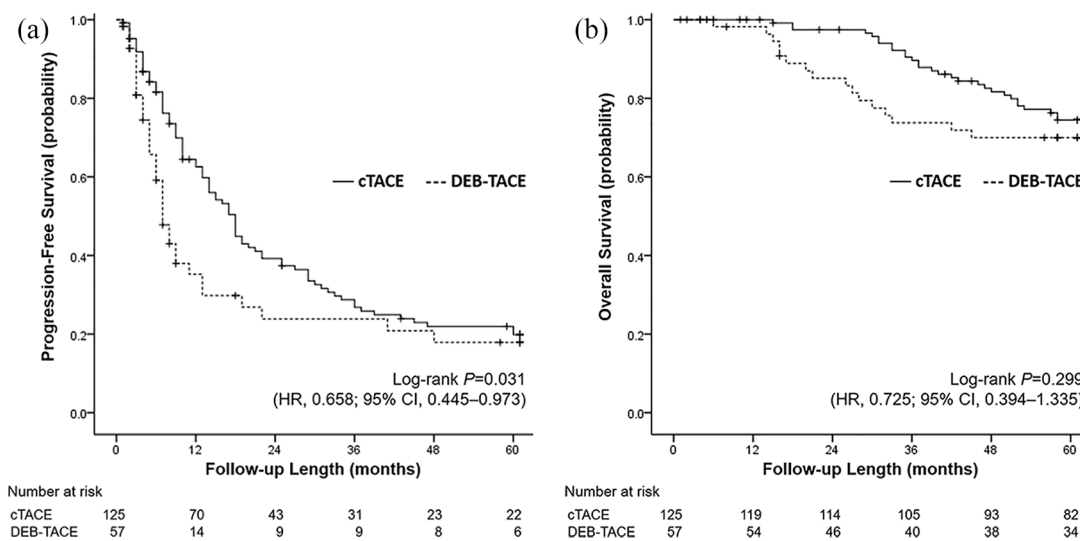 (a)
Progression-Free Survival (probability)
1.0
0.8
0.6
0.4
0.2
0.0
cTACE DEB-TACE
Log-rank P=0.031
(HR, 0.658; 95% CI, 0.445–0.973)
0 12 24 36 48 60
Follow-up Length (months)
Number at risk
cTACE 125 70 43 31 23 22
DEB-TACE 57 14 9 9 8 6
(b)
Overall Survival (probability)
1.0
0.8
0.6
0.4
0.2
0.0
cTACE DEB-TACE
Log-rank P=0.299
(HR, 0.725; 95% CI, 0.394–1.335)
0 12 24 36 48 60
Follow-up Length (months)
Number at risk
cTACE 125 119 114 105 93 82
DEB-TACE 57 54 46 40 38 34